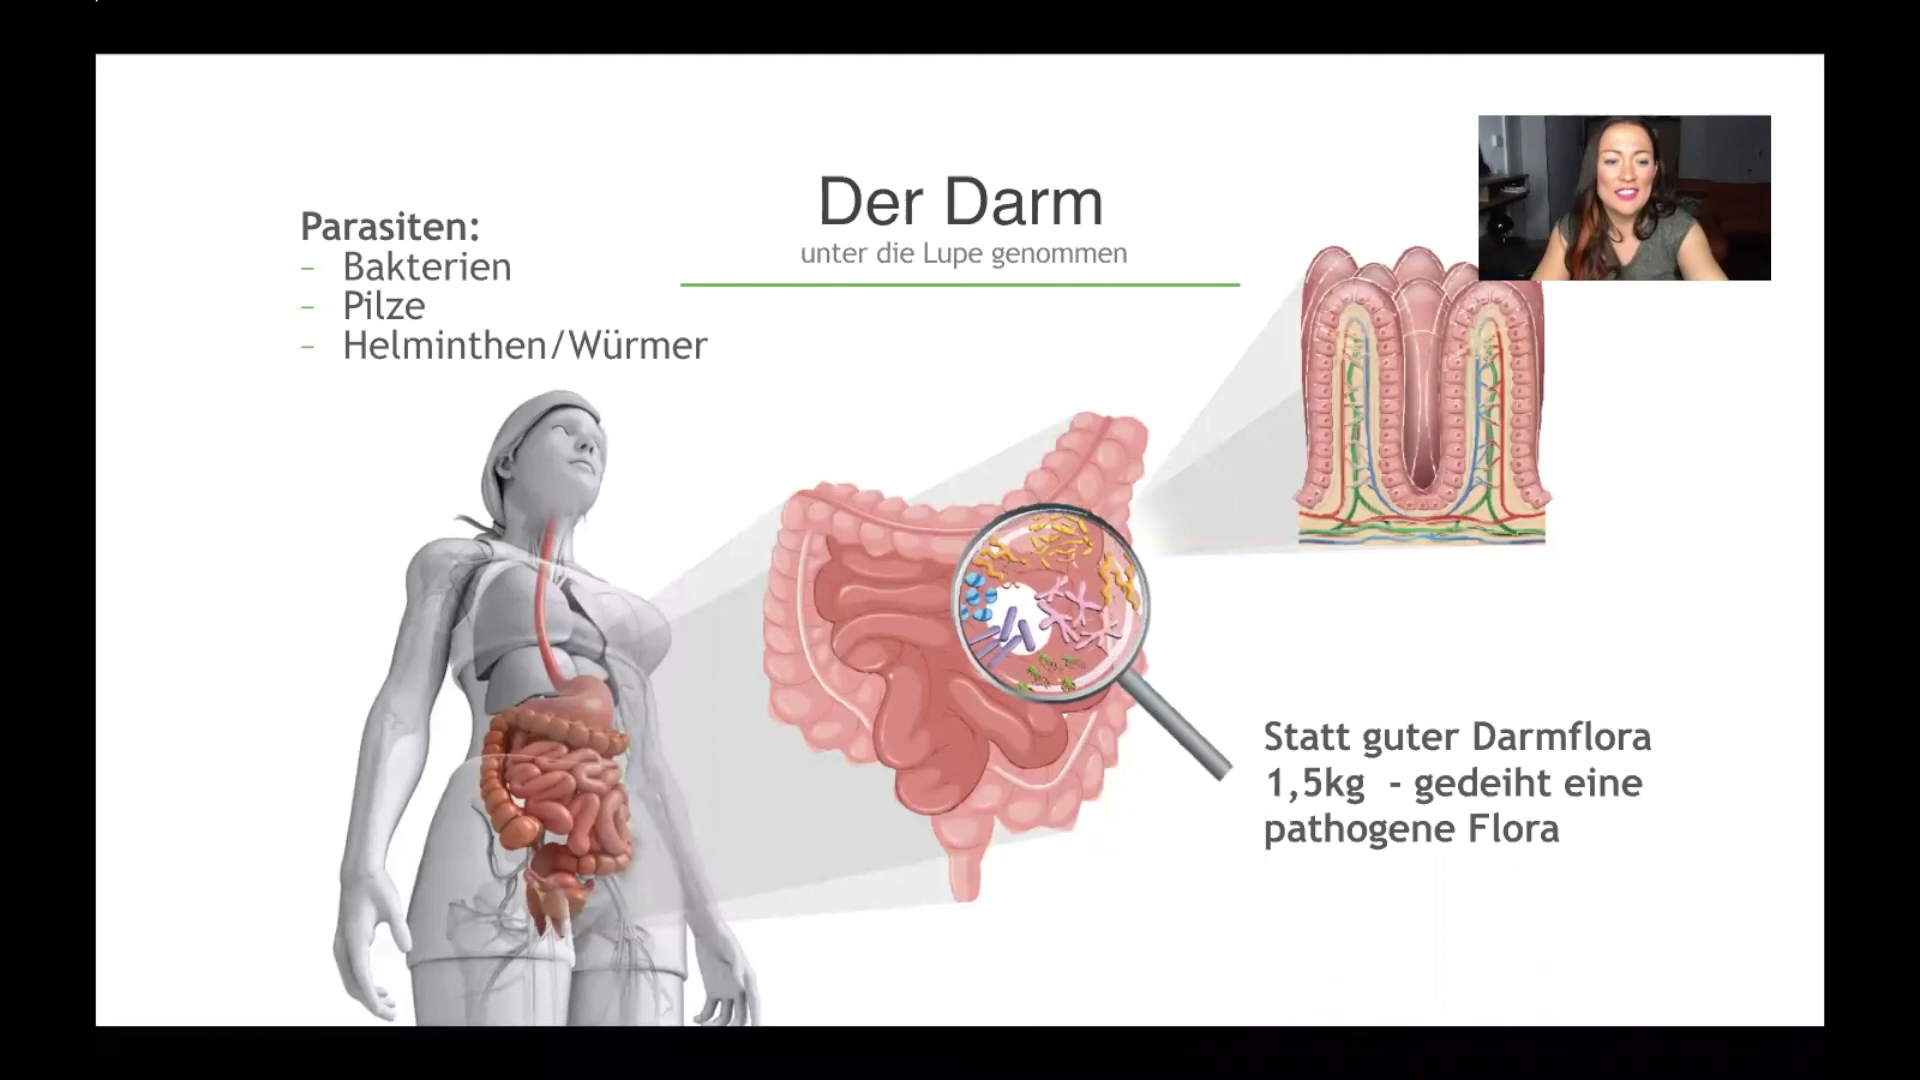 Der Darm
unter die Lupe genommen
Parasiten:
- Bakterien
- Pilze
- Helminthen/Würmer
Statt guter Darmflora
1,5kg - gedeiht eine
pathogene Flora